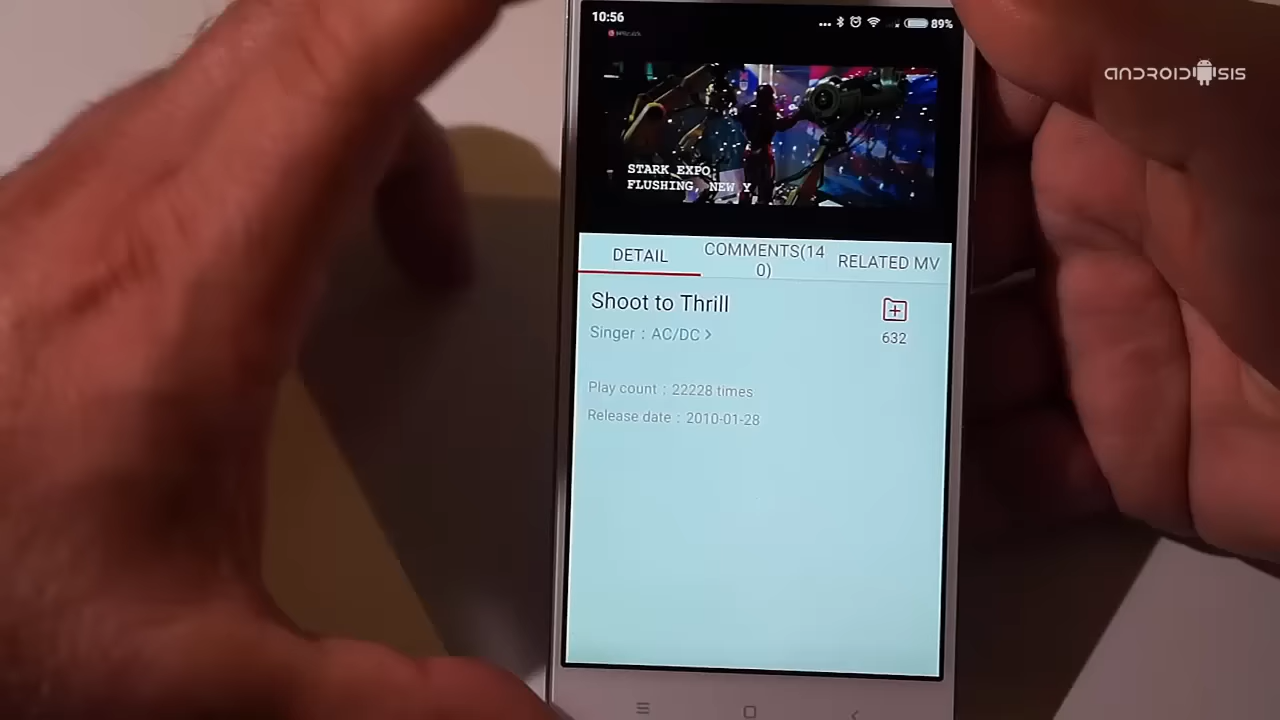 10:56
89%
ANDROIDSIS
STARK EXPO
FLUSHING, NEW Y
DETAIL
COMMENTS(14
0)
RELATED MV
Shoot to Thrill
Singer : AC/DC >
632
Play count : 22228 times
Release date : 2010-01-28